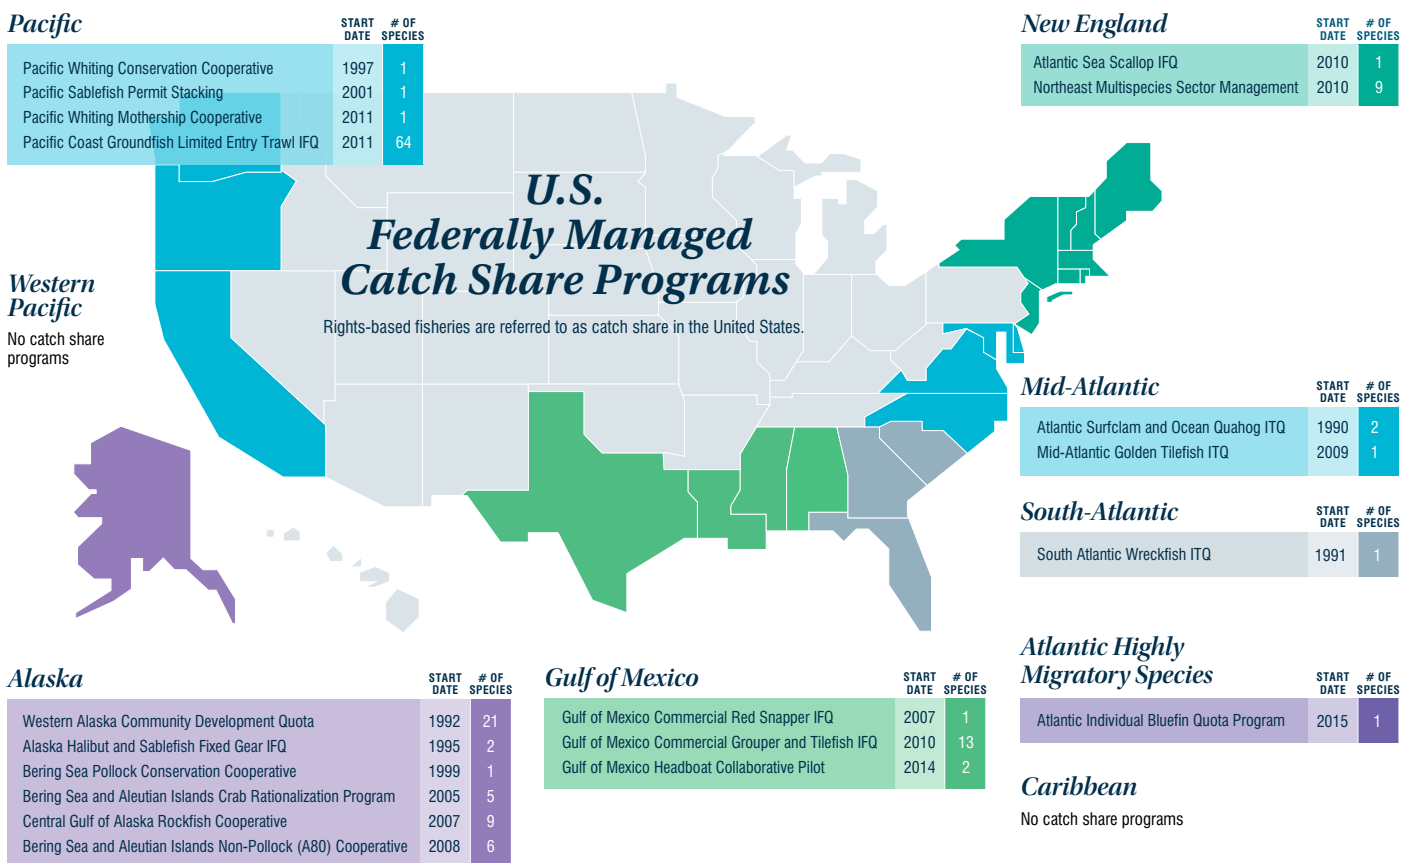 Pacific
START DATE # OF SPECIES
Pacific Whiting Conservation Cooperative 1997 1
Pacific Sablefish Permit Stacking 2001 1
Pacific Whiting Mothership Cooperative 2011 1
Pacific Coast Groundfish Limited Entry Trawl IFQ 2011 64
New England
START DATE # OF SPECIES
Atlantic Sea Scallop IFQ 2010 1
Northeast Multispecies Sector Management 2010 9
U.S.
Federally Managed
Catch Share Programs
Rights-based fisheries are referred to as catch share in the United States.
Western
Pacific
No catch share
programs
Mid-Atlantic
START DATE # OF SPECIES
Atlantic Surfclam and Ocean Quahog ITQ 1990 2
Mid-Atlantic Golden Tilefish ITQ 2009 1
South-Atlantic
START DATE # OF SPECIES
South Atlantic Wreckfish ITQ 1991 1
Alaska
START DATE # OF SPECIES
Western Alaska Community Development Quota 1992 21
Alaska Halibut and Sablefish Fixed Gear IFQ 1995 2
Bering Sea Pollock Conservation Cooperative 1999 1
Bering Sea and Aleutian Islands Crab Rationalization Program 2005 5
Central Gulf of Alaska Rockfish Cooperative 2007 9
Bering Sea and Aleutian Islands Non-Pollock (A80) Cooperative 2008 6
Gulf of Mexico
START DATE # OF SPECIES
Gulf of Mexico Commercial Red Snapper IFQ 2007 1
Gulf of Mexico Commercial Grouper and Tilefish IFQ 2010 13
Gulf of Mexico Headboat Collaborative Pilot 2014 2
Atlantic Highly
Migratory Species
START DATE # OF SPECIES
Atlantic Individual Bluefin Quota Program 2015 1
Caribbean
No catch share programs